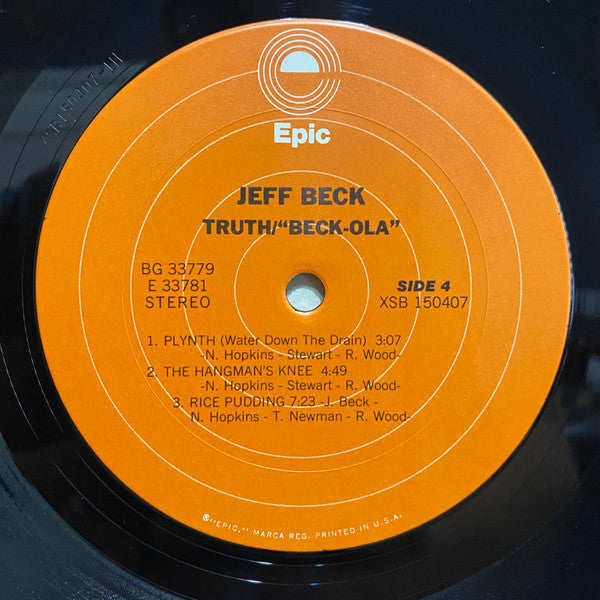 Epic
JEFF BECK
TRUTH/"BECK-OLA"
BG 33779
E 33781
STEREO
SIDE 4
XSB 150407
1. PLYNTH (Water Down The Drain) 3:07
-N. Hopkins - Stewart - R. Wood-
2. THE HANGMAN'S KNEE 4:49
-N. Hopkins - Stewart - R. Wood-
3. RICE PUDDING 7:23 -J. Beck -
N. Hopkins - T. Newman - R. Wood-
®"EPIC," MARCA REG. PRINTED IN U.S.A.